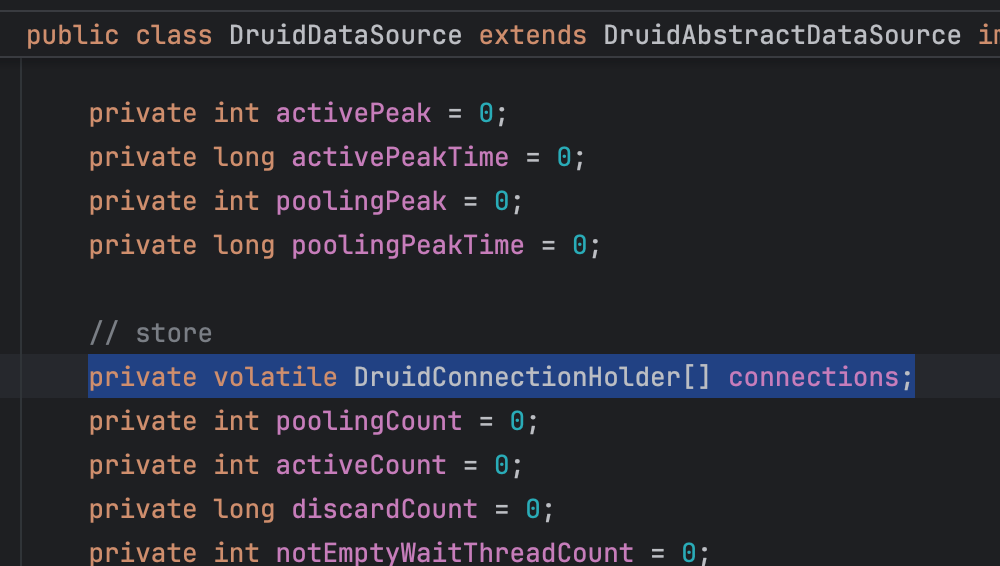 public class DruidDataSource extends DruidAbstractDataSource im
private int activePeak = 0;
private long activePeakTime = 0;
private int poolingPeak = 0;
private long poolingPeakTime = 0;
// store
private volatile DruidConnectionHolder[] connections;
private int poolingCount = 0;
private int activeCount = 0;
private long discardCount = 0;
private int notEmptyWaitThreadCount = 0;